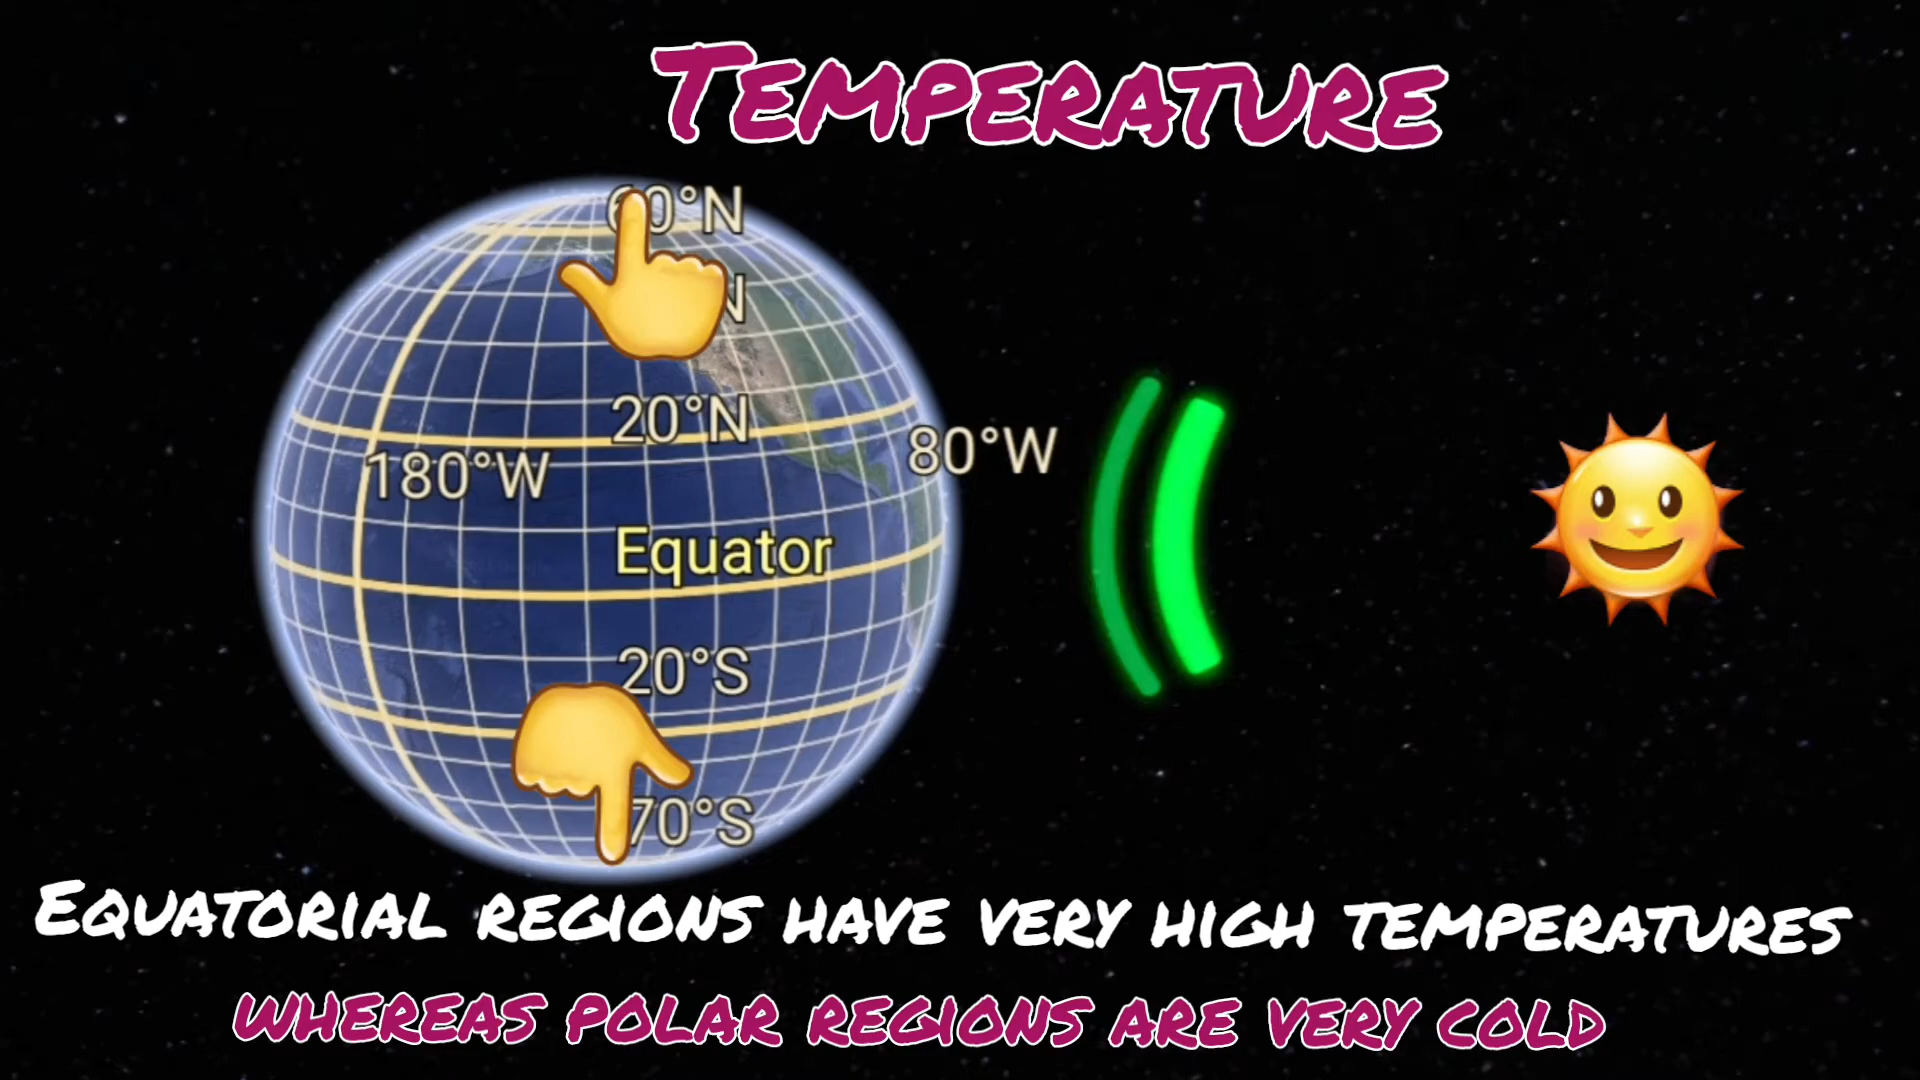 TEMPERATURE
60°N
N
20°N
80°W
180°W
Equator
20°S
70°S
EQUATORIAL REGIONS HAVE VERY HIGH TEMPERATURES
WHEREAS POLAR REGIONS ARE VERY COLD